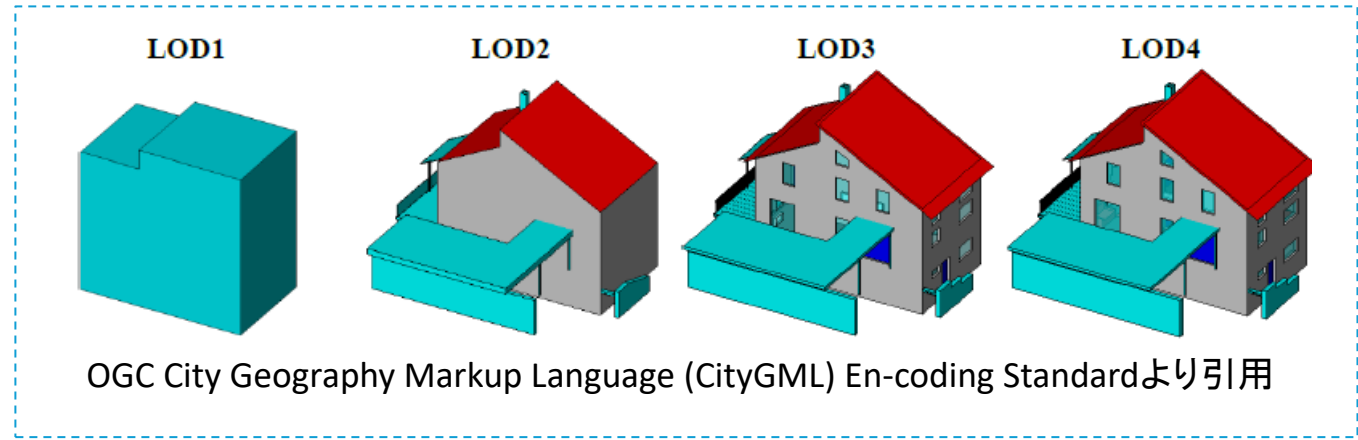 LOD1 LOD2 LOD3 LOD4
OGC City Geography Markup Language (CityGML) En-coding Standardより引用